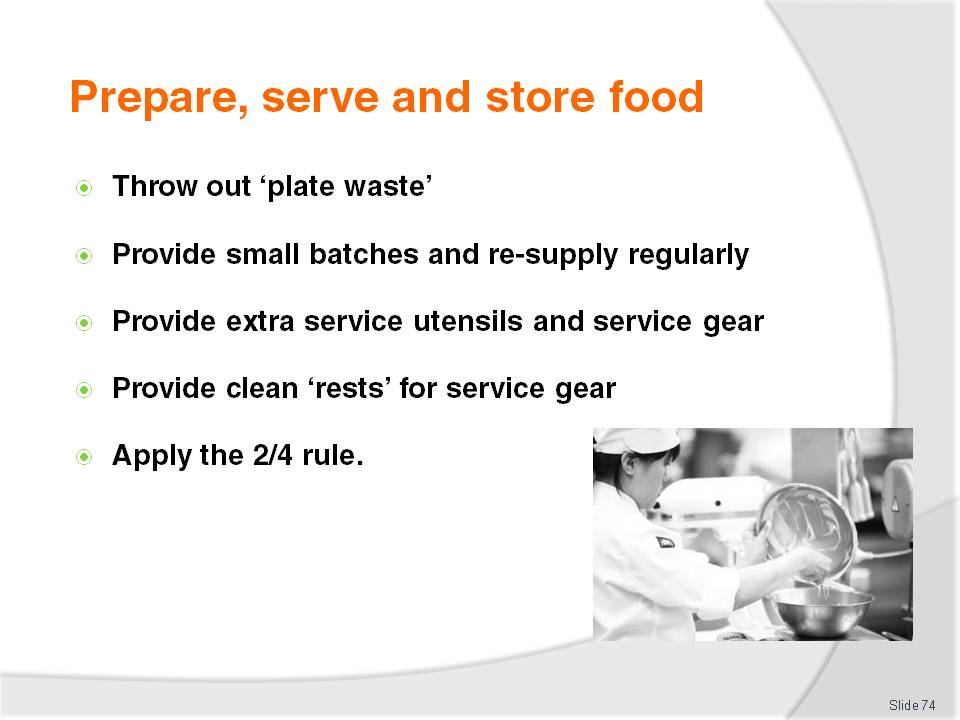 Prepare, serve and store food
Throw out ‘plate waste’
Provide small batches and re-supply regularly
Provide extra service utensils and service gear
Provide clean ‘rests’ for service gear
Apply the 2/4 rule.
Slide 74